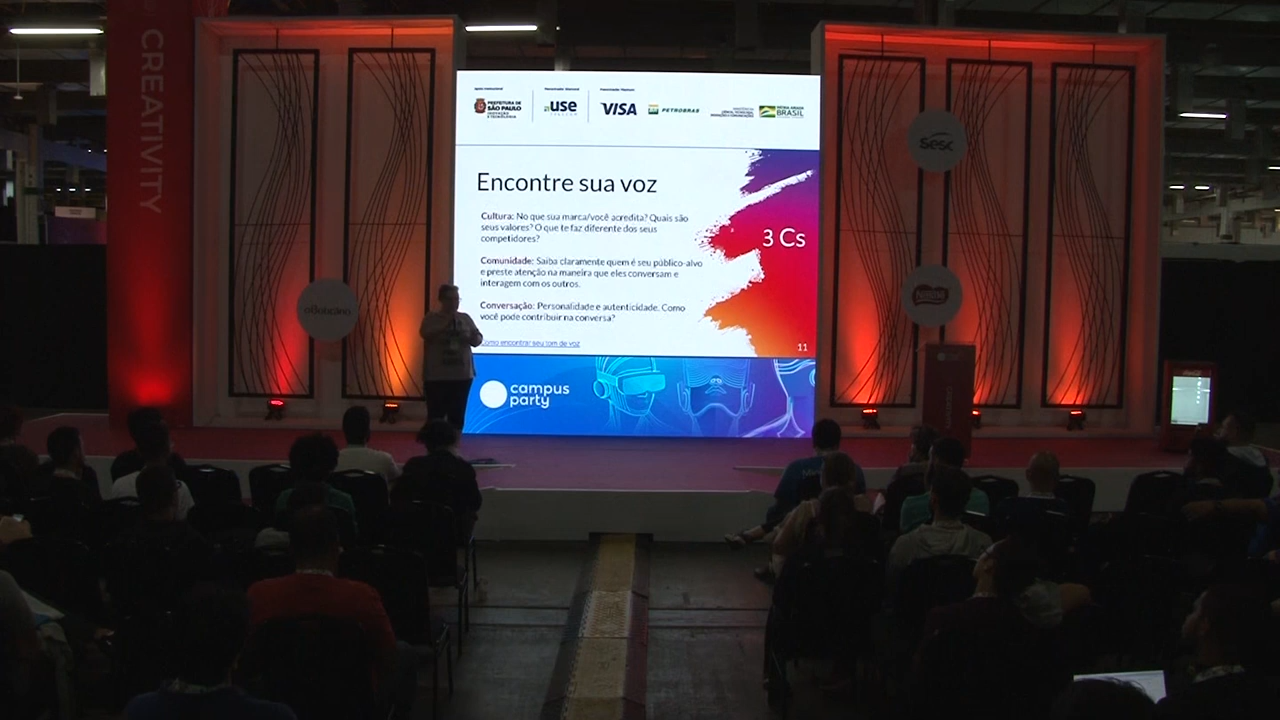 CREATIVITY
PREFEITURA DE
SÃO PAULO
use
VISA
PETROBRAS
PÁTRIA AMADA
BRASIL
Encontre sua voz
Cultura: No que sua marca/você acredita? Quais são
seus valores? O que te faz diferente dos seus
competidores?
3 Cs
Comunidade: Saiba claramente quem é seu público-alvo
e preste atenção na maneira que eles conversam e
interagem com os outros.
Conversação: Personalidade e autenticidade. Como
você pode contribuir na conversa?
como encontrar seu tom de voz
11
campus
party
sesc
oBoticário